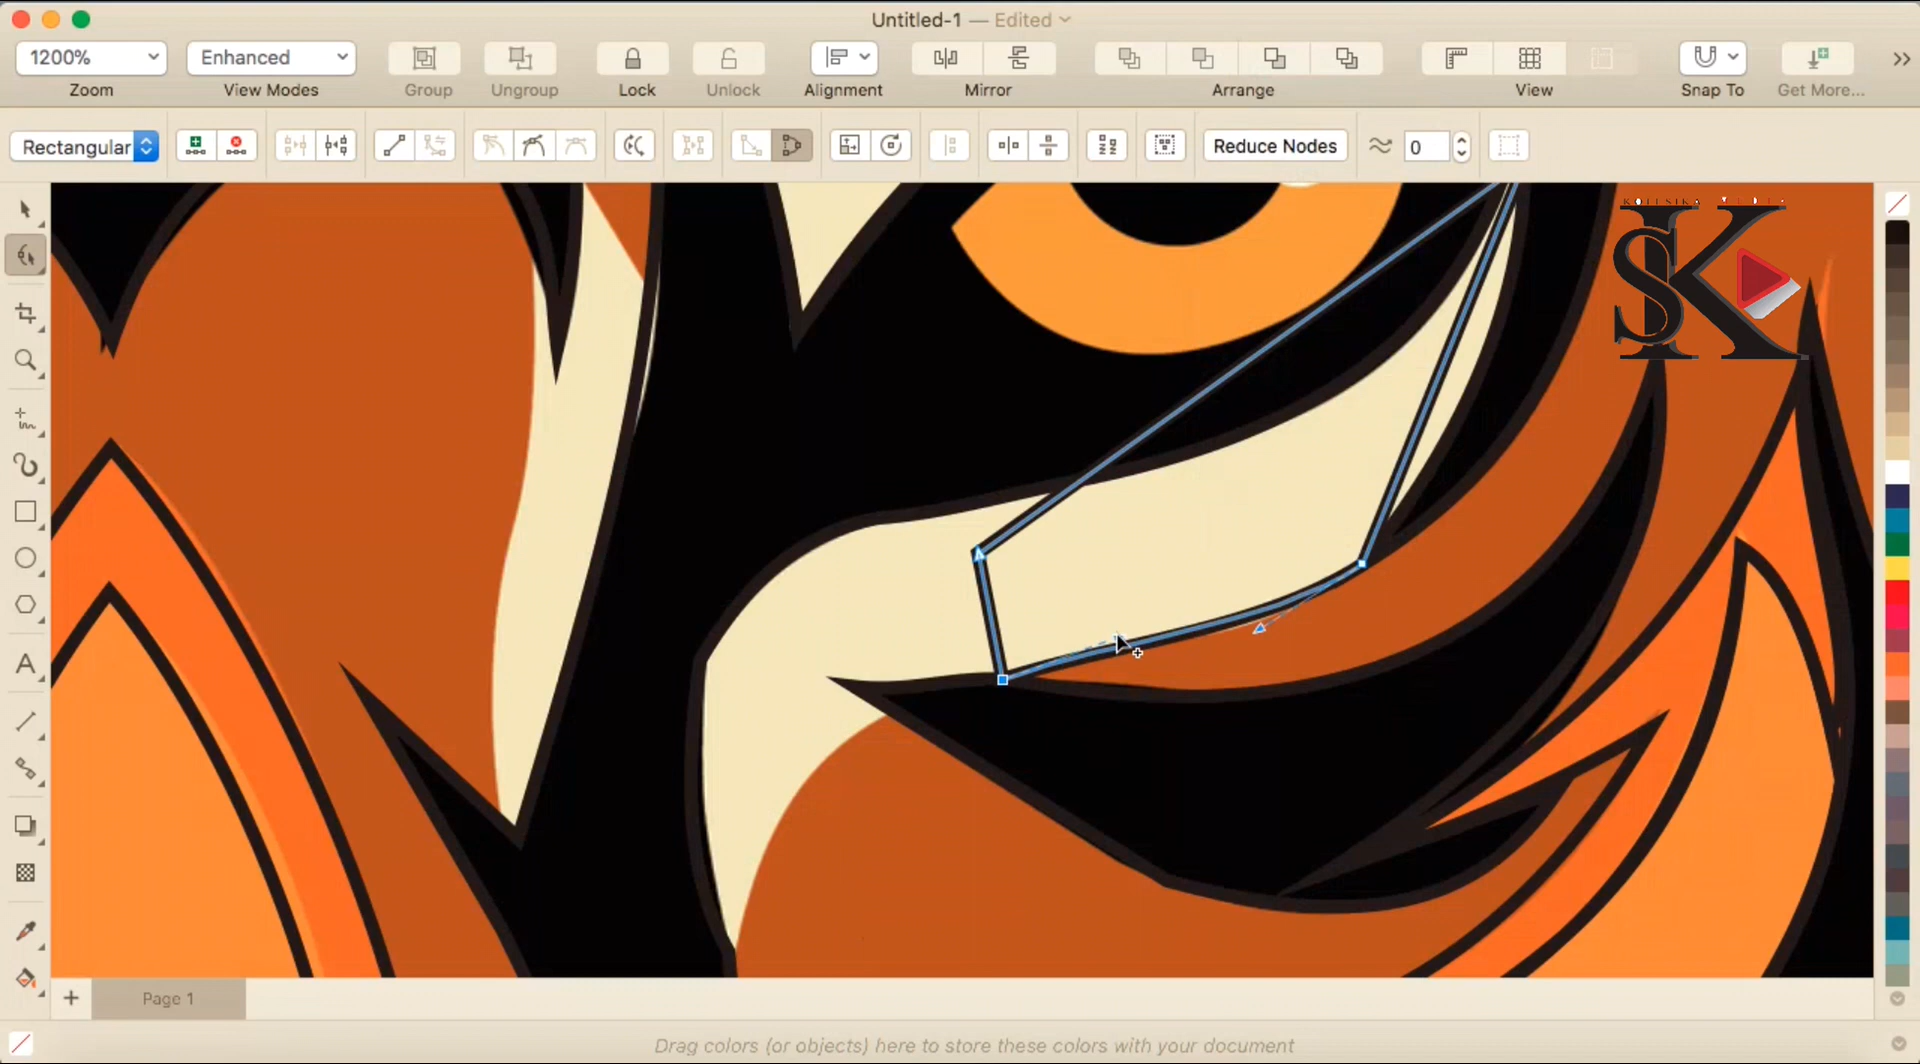 Untitled-1 — Edited
1200%
Enhanced
Zoom
View Modes
Group
Ungroup
Lock
Unlock
Alignment
Mirror
Arrange
View
Snap To
Get More...
Rectangular
Reduce Nodes
0
SK
Page 1
Drag colors (or objects) here to store these colors with your document